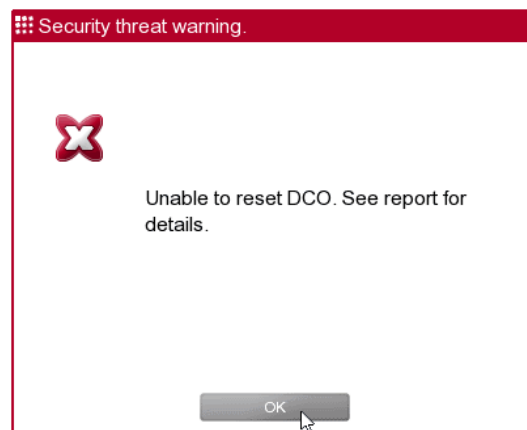 Security threat warning.
Unable to reset DCO. See report for
details.
OK